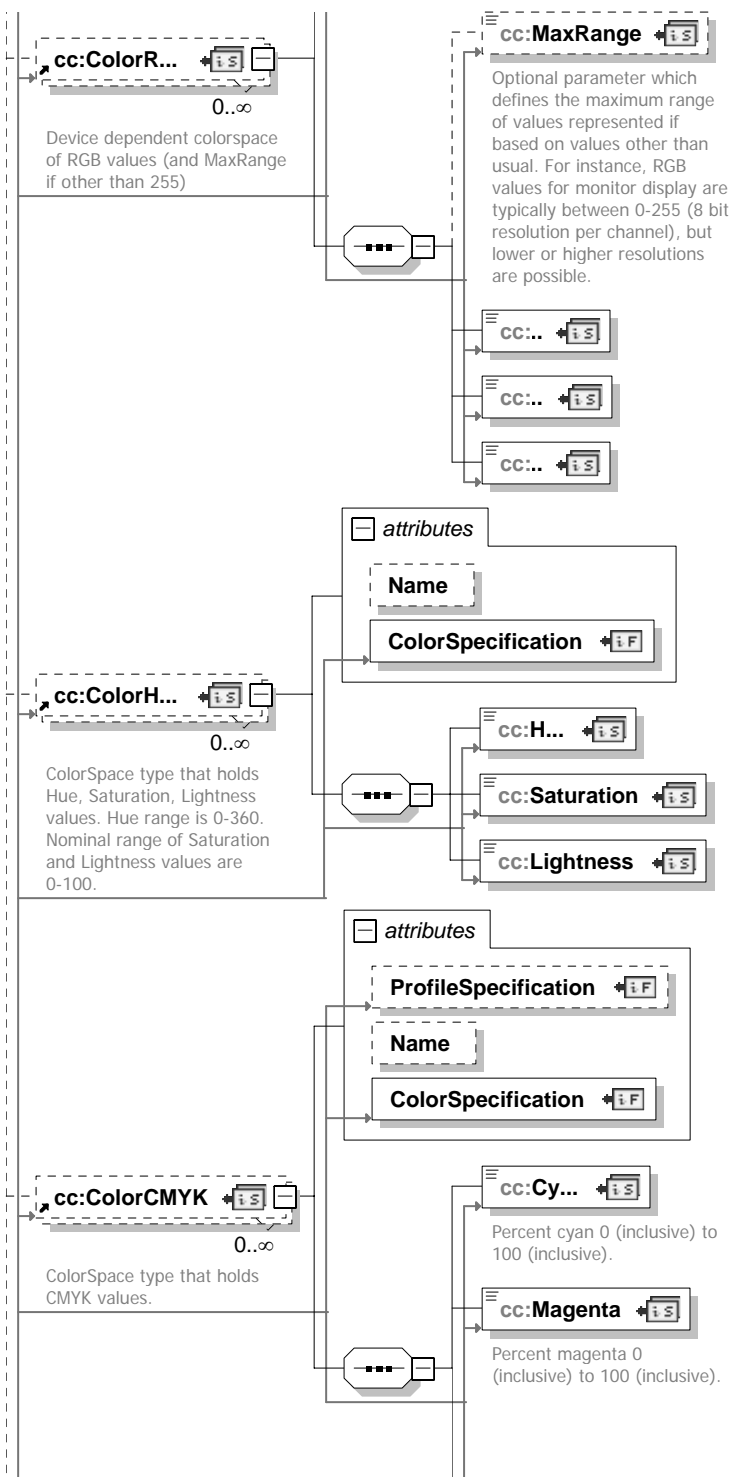 cc:ColorR...
0..∞
Device dependent colorspace
of RGB values (and MaxRange
if other than 255)
cc:MaxRange
Optional parameter which
defines the maximum range
of values represented if
based on values other than
usual. For instance, RGB
values for monitor display are
typically between 0-255 (8 bit
resolution per channel), but
lower or higher resolutions
are possible.
cc:..
cc:..
cc:..
attributes
Name
ColorSpecification
cc:ColorH...
0..∞
ColorSpace type that holds
Hue, Saturation, Lightness
values. Hue range is 0-360.
Nominal range of Saturation
and Lightness values are
0-100.
cc:H...
cc:Saturation
cc:Lightness
attributes
ProfileSpecification
Name
ColorSpecification
cc:ColorCMYK
0..∞
ColorSpace type that holds
CMYK values.
cc:Cy...
Percent cyan 0 (inclusive) to
100 (inclusive).
cc:Magenta
Percent magenta 0
(inclusive) to 100 (inclusive).